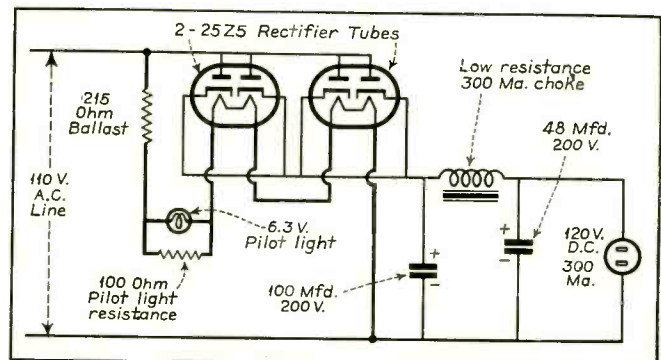 2-25Z5 Rectifier Tubes
215
Ohm
Ballast
Low resistance
300 Ma. choke
48 Mfd.
200 V.
110 V.
A.C.
Line
6.3 V.
Pilot light
100 Ohm
Pilot light
resistance
100 Mfd.
200 V.
+
-
+
-
120 V.
D.C.
300
Ma.